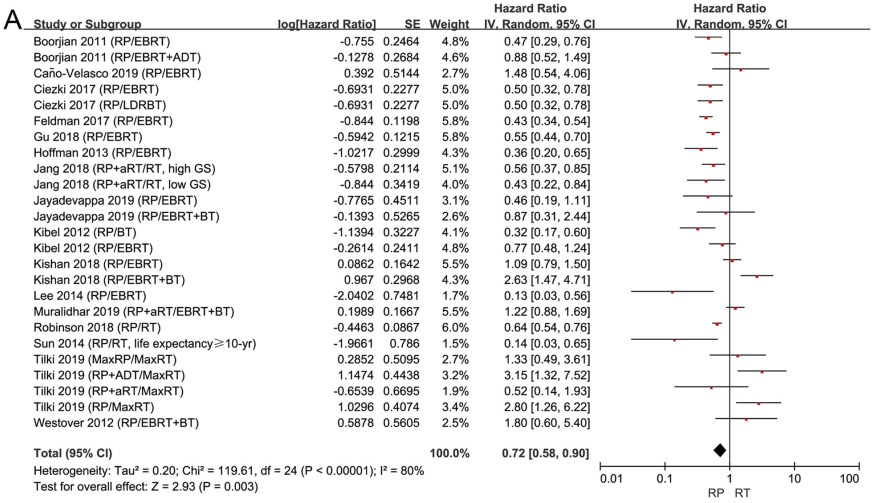 A
Hazard Ratio Hazard Ratio
Study or Subgroup log[Hazard Ratio] SE Weight IV, Random, 95% CI IV, Random, 95% CI
Boorjian 2011 (RP/EBRT) -0.755 0.2464 4.8% 0.47 [0.29, 0.76]
Boorjian 2011 (RP/EBRT+ADT) -0.1278 0.2684 4.6% 0.88 [0.52, 1.49]
Caño-Velasco 2019 (RP/EBRT) 0.392 0.5144 2.7% 1.48 [0.54, 4.06]
Ciezki 2017 (RP/EBRT) -0.6931 0.2277 5.0% 0.50 [0.32, 0.78]
Ciezki 2017 (RP/LDRBT) -0.6931 0.2277 5.0% 0.50 [0.32, 0.78]
Feldman 2017 (RP/EBRT) -0.844 0.1198 5.8% 0.43 [0.34, 0.54]
Gu 2018 (RP/EBRT) -0.5942 0.1215 5.8% 0.55 [0.44, 0.70]
Hoffman 2013 (RP/EBRT) -1.0217 0.2999 4.3% 0.36 [0.20, 0.65]
Jang 2018 (RP+aRT/RT, high GS) -0.5798 0.2114 5.1% 0.56 [0.37, 0.85]
Jang 2018 (RP+aRT/RT, low GS) -0.844 0.3419 4.0% 0.43 [0.22, 0.84]
Jayadevappa 2019 (RP/EBRT) -0.7765 0.4511 3.1% 0.46 [0.19, 1.11]
Jayadevappa 2019 (RP/EBRT+BT) -0.1393 0.5265 2.6% 0.87 [0.31, 2.44]
Kibel 2012 (RP/BT) -1.1394 0.3227 4.1% 0.32 [0.17, 0.60]
Kibel 2012 (RP/EBRT) -0.2614 0.2411 4.8% 0.77 [0.48, 1.24]
Kishan 2018 (RP/EBRT) 0.0862 0.1642 5.5% 1.09 [0.79, 1.50]
Kishan 2018 (RP/EBRT+BT) 0.967 0.2968 4.3% 2.63 [1.47, 4.71]
Lee 2014 (RP/EBRT) -2.0402 0.7481 1.7% 0.13 [0.03, 0.56]
Muralidhar 2019 (RP+aRT/EBRT+BT) 0.1989 0.1667 5.5% 1.22 [0.88, 1.69]
Robinson 2018 (RP/RT) -0.4463 0.0867 6.0% 0.64 [0.54, 0.76]
Sun 2014 (RP/RT, life expectancy≥10-yr) -1.9661 0.786 1.5% 0.14 [0.03, 0.65]
Tilki 2019 (MaxRP/MaxRT) 0.2852 0.5095 2.7% 1.33 [0.49, 3.61]
Tilki 2019 (RP+ADT/MaxRT) 1.1474 0.4438 3.2% 3.15 [1.32, 7.52]
Tilki 2019 (RP+aRT/MaxRT) -0.6539 0.6695 1.9% 0.52 [0.14, 1.93]
Tilki 2019 (RP/MaxRT) 1.0296 0.4074 3.4% 2.80 [1.26, 6.22]
Westover 2012 (RP/EBRT+BT) 0.5878 0.5605 2.5% 1.80 [0.60, 5.40]
Total (95% CI) 100.0% 0.72 [0.58, 0.90]
Heterogeneity: Tau² = 0.20; Chi² = 119.61, df = 24 (P < 0.00001); I² = 80%
Test for overall effect: Z = 2.93 (P = 0.003)
0.01 0.1 1 10 100
RP RT